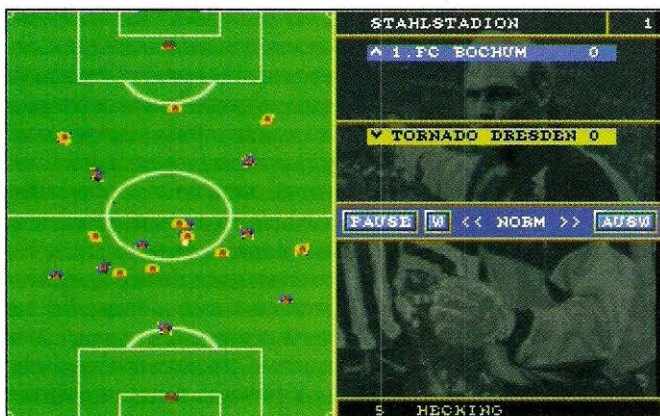 STAHLSTADION 1
^ 1.FC BOCHUM 0
v TORNADO DRESDEN 0
PAUSE W << NORM >> AUSW
5 HECKING